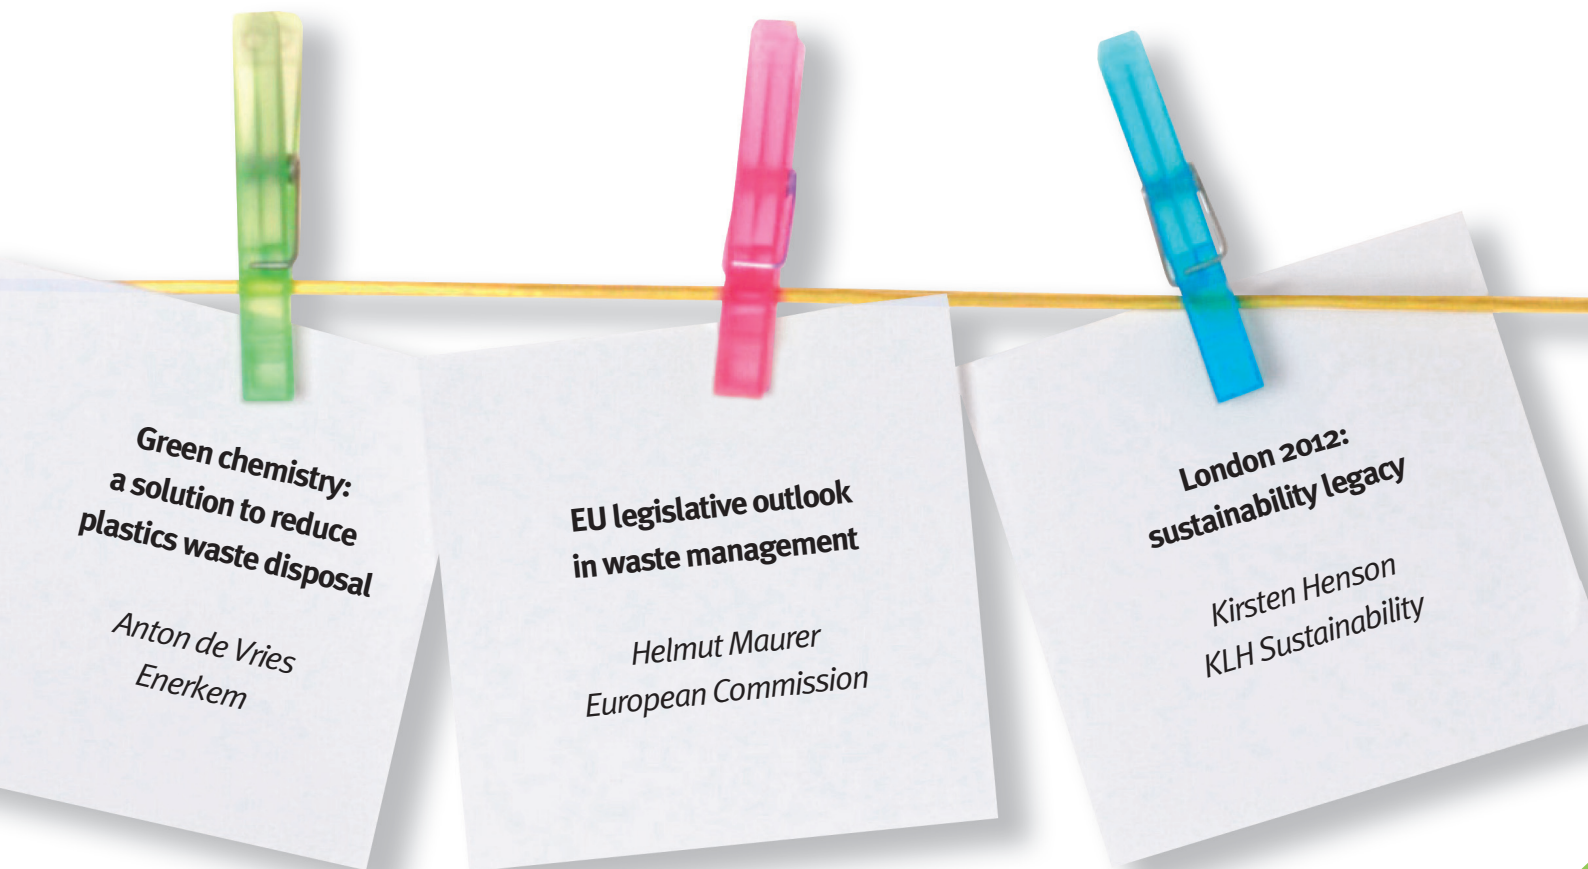 Green chemistry:
a solution to reduce
plastics waste disposal
Anton de Vries
Enerkem
EU legislative outlook
in waste management
Helmut Maurer
European Commission
London 2012:
sustainability legacy
Kirsten Henson
KLH Sustainability